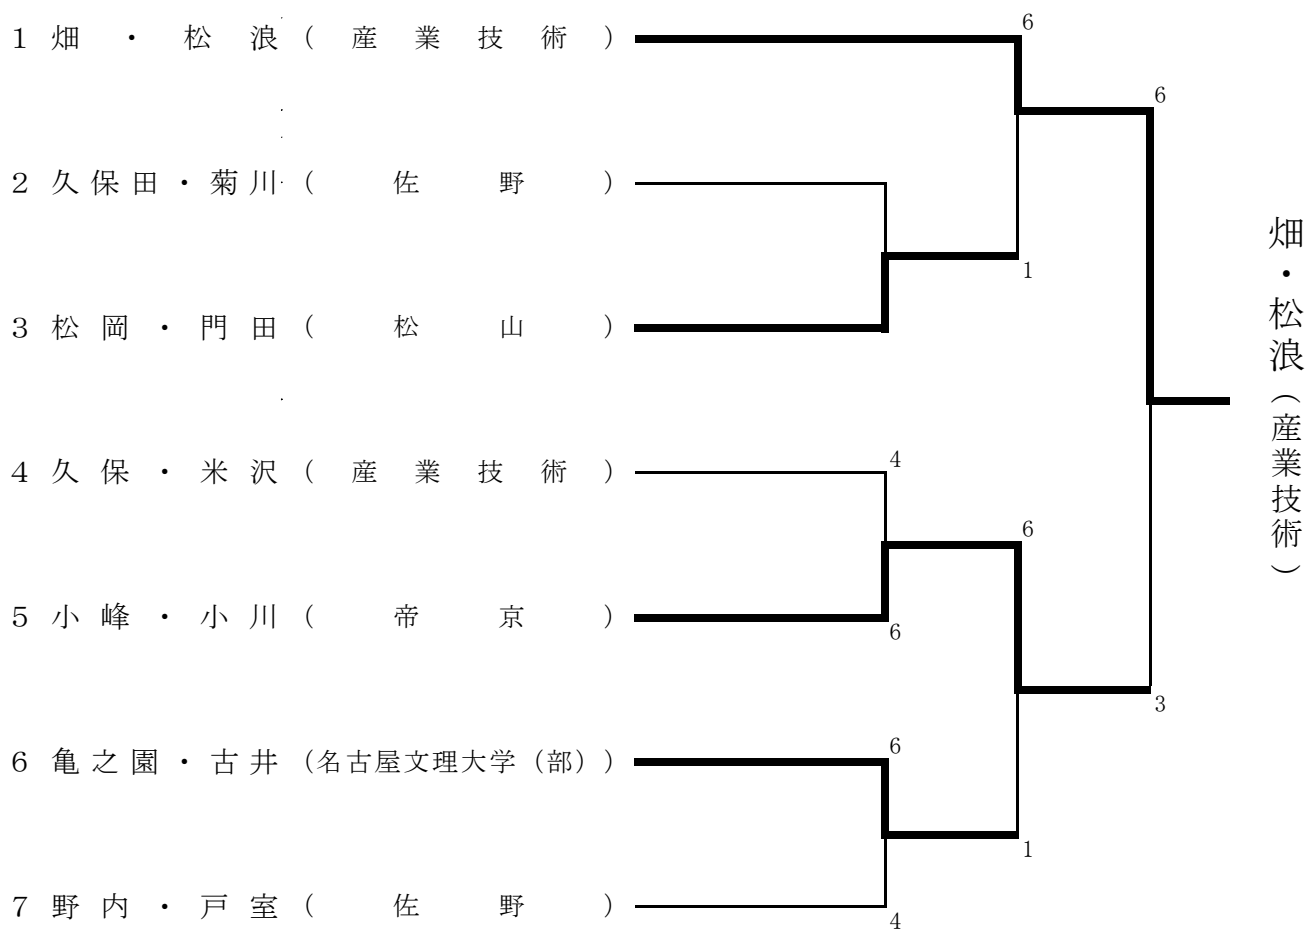 1 畑・松浪(産業技術)
6
6
2 久保田・菊川(佐野)
1
3 松岡・門田(松山)
畑・松浪(産業技術)
4 久保・米沢(産業技術)
4
6
5 小峰・小川(帝京)
6
3
6 亀之園・古井(名古屋文理大学(部))
6
1
7 野内・戸室(佐野)
4